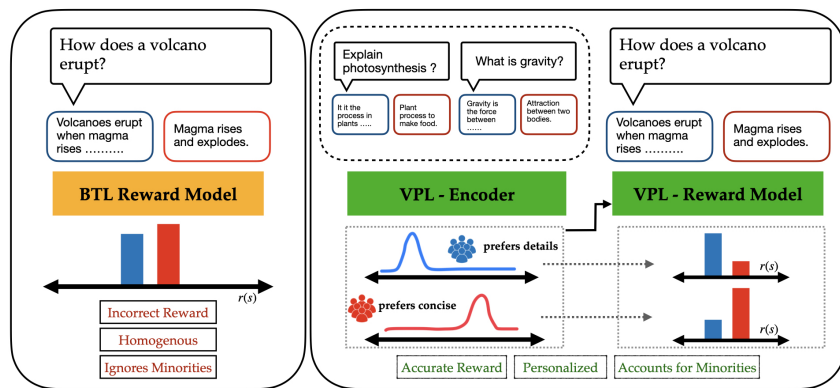 How does a volcano
erupt?
Volcanoes erupt
when magma
rises ..........
Magma rises
and explodes.
BTL Reward Model
r(s)
Incorrect Reward
Homogenous
Ignores Minorities
Explain
photosynthesis ?
What is gravity?
It it the
process in
plants .....
Plant
process to
make food.
Gravity is
the force
between
......
Attraction
between two
bodies.
VPL - Encoder
prefers details
prefers concise
How does a volcano
erupt?
Volcanoes erupt
when magma
rises ..........
Magma rises
and explodes.
VPL - Reward Model
r(s)
r(s)
Accurate Reward
Personalized
Accounts for Minorities